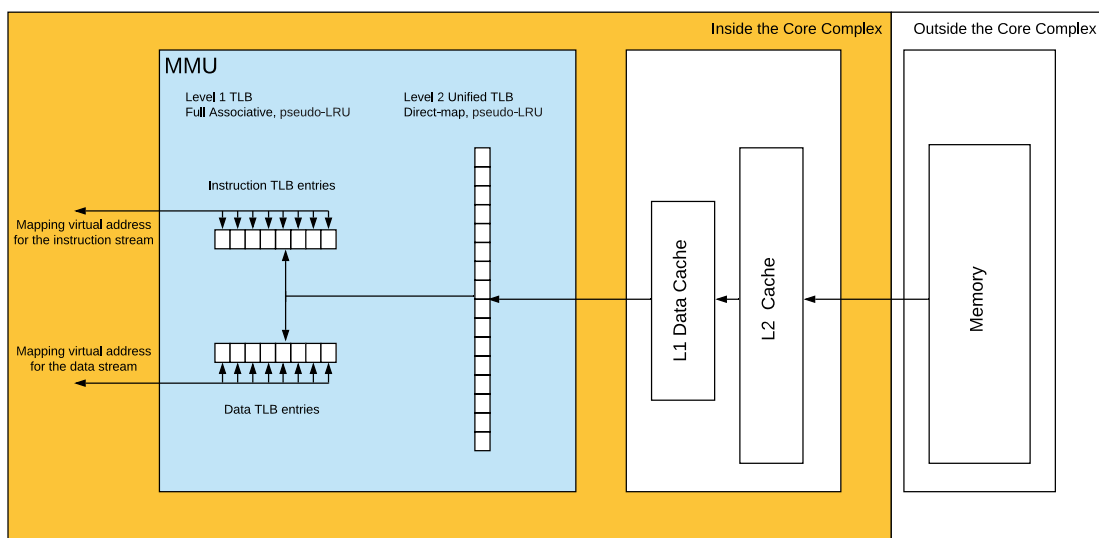 Inside the Core Complex
Outside the Core Complex
MMU
Level 1 TLB
Full Associative, pseudo-LRU
Level 2 Unified TLB
Direct-map, pseudo-LRU
Instruction TLB entries
Mapping virtual address
for the instruction stream
Mapping virtual address
for the data stream
Data TLB entries
L1 Data Cache
L2 Cache
Memory